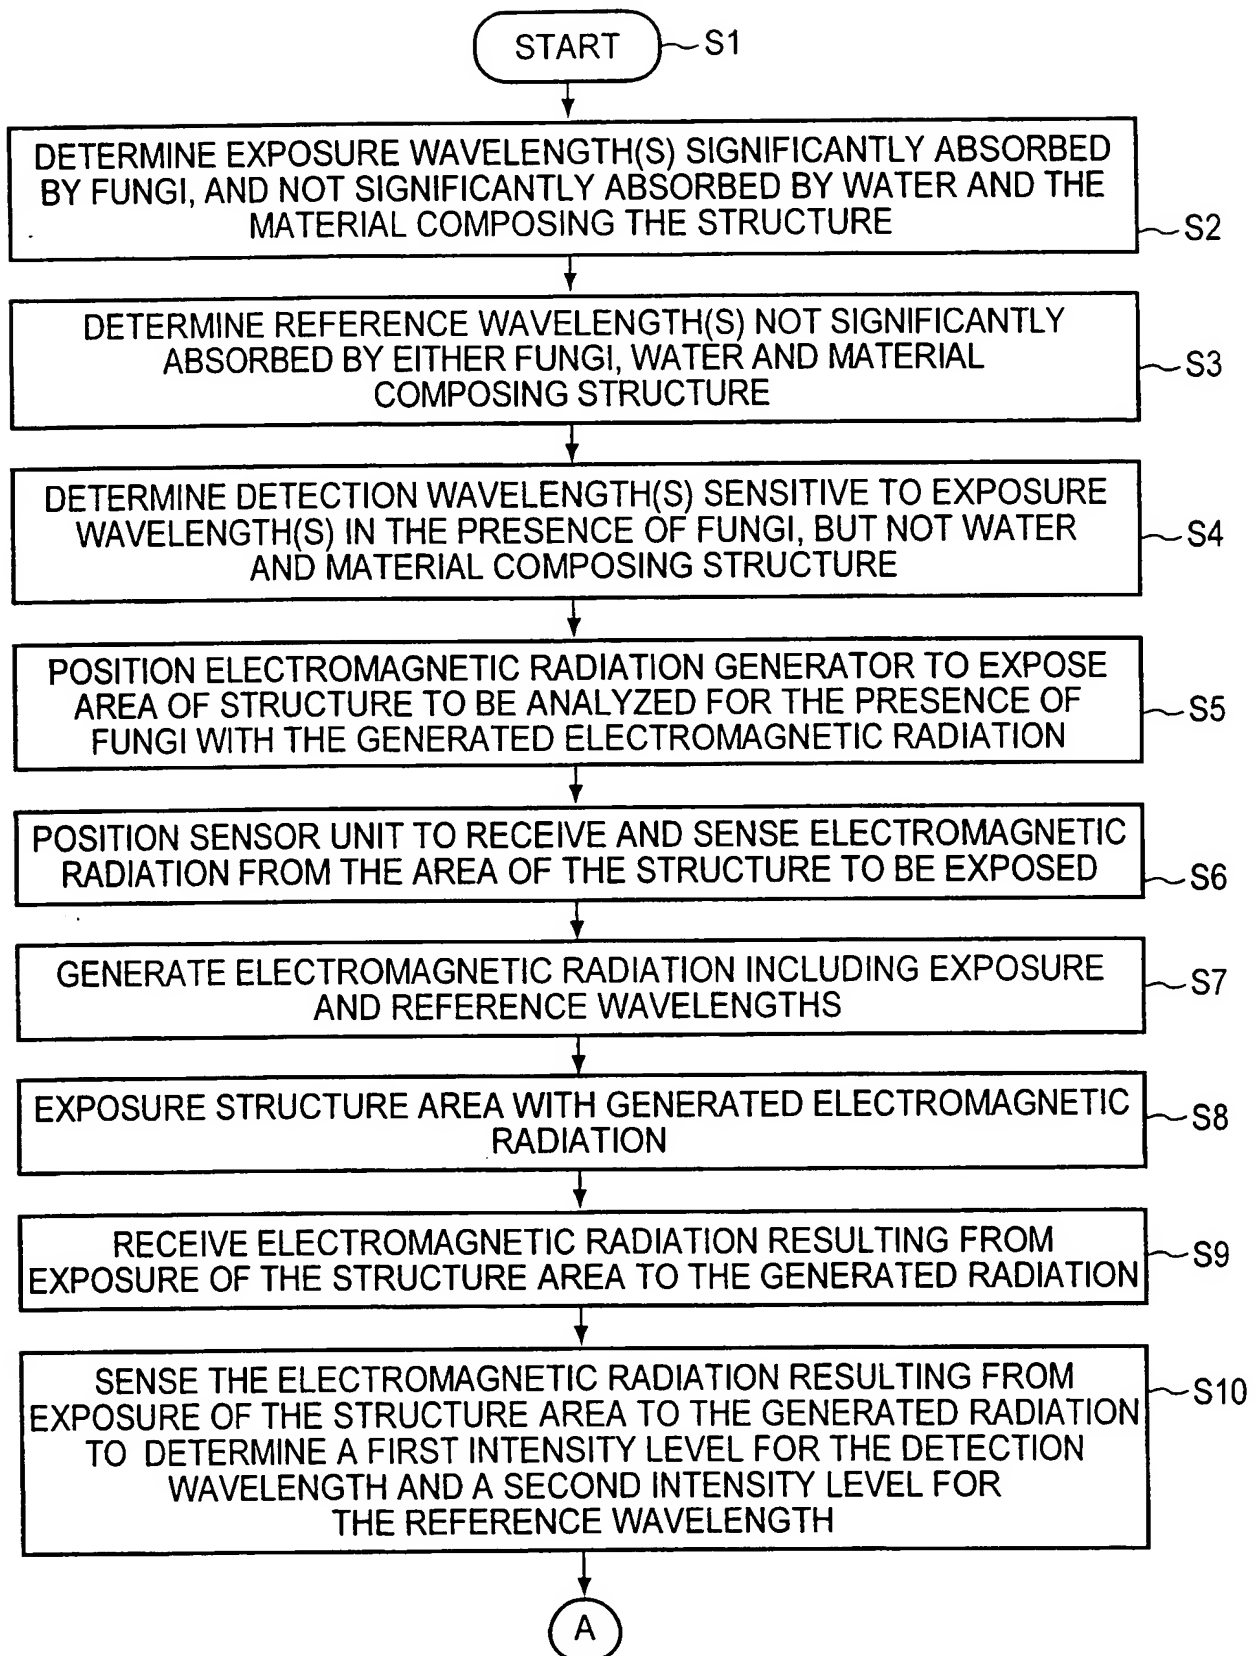 START
S1
DETERMINE EXPOSURE WAVELENGTH(S) SIGNIFICANTLY ABSORBED
BY FUNGI, AND NOT SIGNIFICANTLY ABSORBED BY WATER AND THE
MATERIAL COMPOSING THE STRUCTURE
S2
DETERMINE REFERENCE WAVELENGTH(S) NOT SIGNIFICANTLY
ABSORBED BY EITHER FUNGI, WATER AND MATERIAL
COMPOSING STRUCTURE
S3
DETERMINE DETECTION WAVELENGTH(S) SENSITIVE TO EXPOSURE
WAVELENGTH(S) IN THE PRESENCE OF FUNGI, BUT NOT WATER
AND MATERIAL COMPOSING STRUCTURE
S4
POSITION ELECTROMAGNETIC RADIATION GENERATOR TO EXPOSE
AREA OF STRUCTURE TO BE ANALYZED FOR THE PRESENCE OF
FUNGI WITH THE GENERATED ELECTROMAGNETIC RADIATION
S5
POSITION SENSOR UNIT TO RECEIVE AND SENSE ELECTROMAGNETIC
RADIATION FROM THE AREA OF THE STRUCTURE TO BE EXPOSED
S6
GENERATE ELECTROMAGNETIC RADIATION INCLUDING EXPOSURE
AND REFERENCE WAVELENGTHS
S7
EXPOSURE STRUCTURE AREA WITH GENERATED ELECTROMAGNETIC
RADIATION
S8
RECEIVE ELECTROMAGNETIC RADIATION RESULTING FROM
EXPOSURE OF THE STRUCTURE AREA TO THE GENERATED RADIATION
S9
SENSE THE ELECTROMAGNETIC RADIATION RESULTING FROM
EXPOSURE OF THE STRUCTURE AREA TO THE GENERATED RADIATION
TO DETERMINE A FIRST INTENSITY LEVEL FOR THE DETECTION
WAVELENGTH AND A SECOND INTENSITY LEVEL FOR
THE REFERENCE WAVELENGTH
S10
A